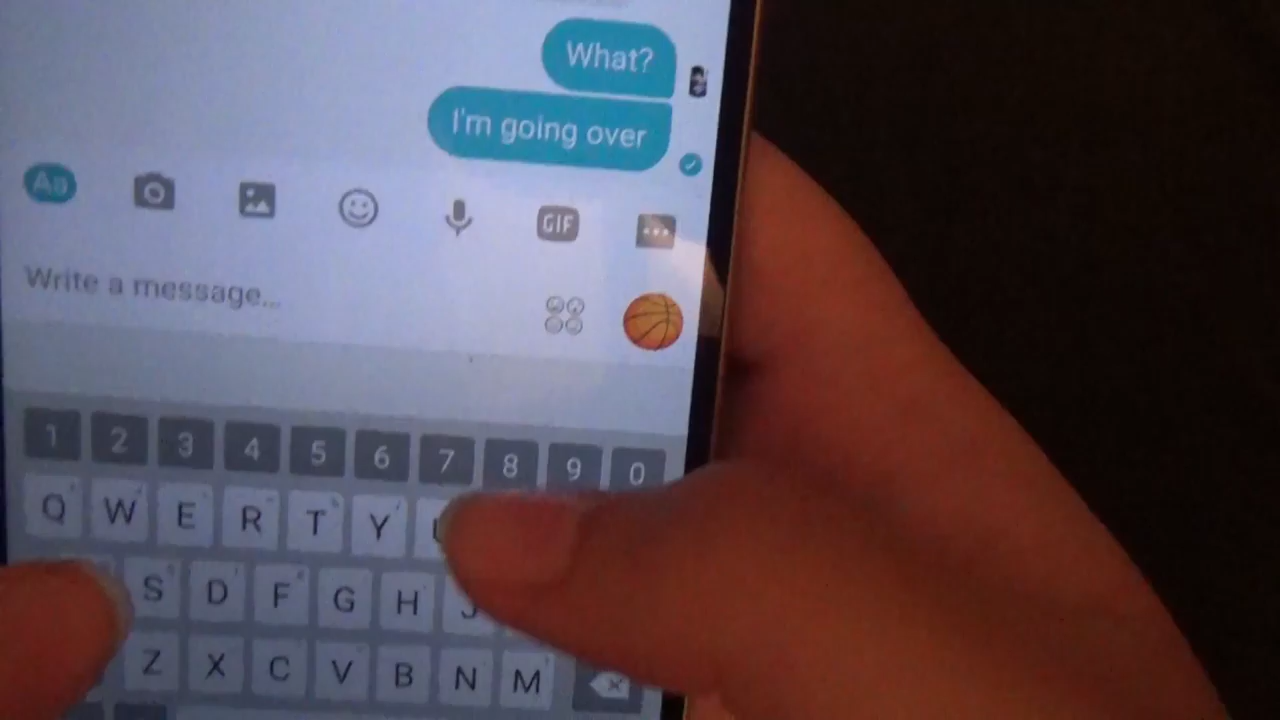 What?
I'm going over
Aa
GIF
Write a message...
1 2 3 4 5 6 7 8 9 0
Q W E R T Y
S D F G H J
Z X C V B N M